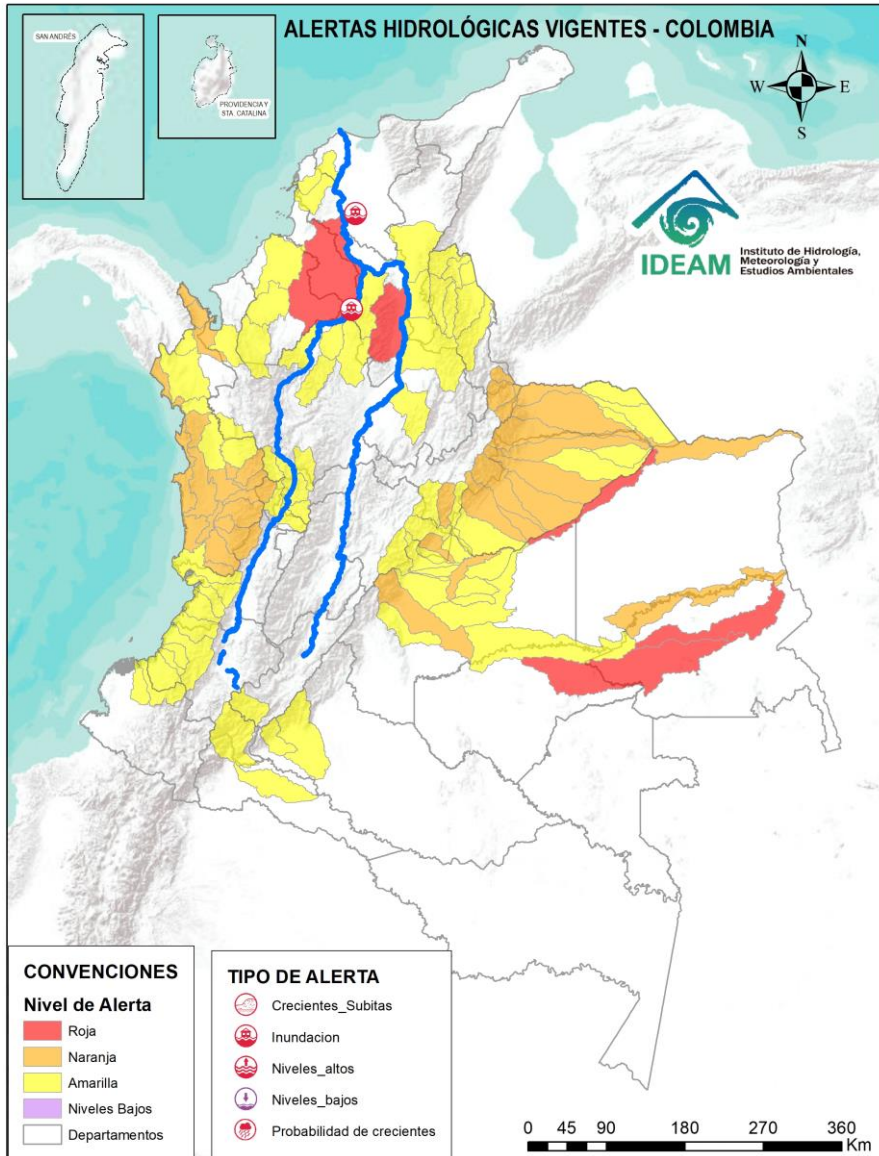 ALERTAS HIDROLÓGICAS VIGENTES - COLOMBIA
SAN ANDRÉS
PROVIDENCIA Y
STA. CATALINA
N
W
E
S
IDEAM
Instituto de Hidrología,
Meteorología y
Estudios Ambientales
CONVENCIONES
Nivel de Alerta
Roja
Naranja
Amarilla
Niveles Bajos
Departamentos
TIPO DE ALERTA
Crecientes_Subitas
Inundacion
Niveles_altos
Niveles_bajos
Probabilidad de crecientes
0 45 90 180 270 360
Km